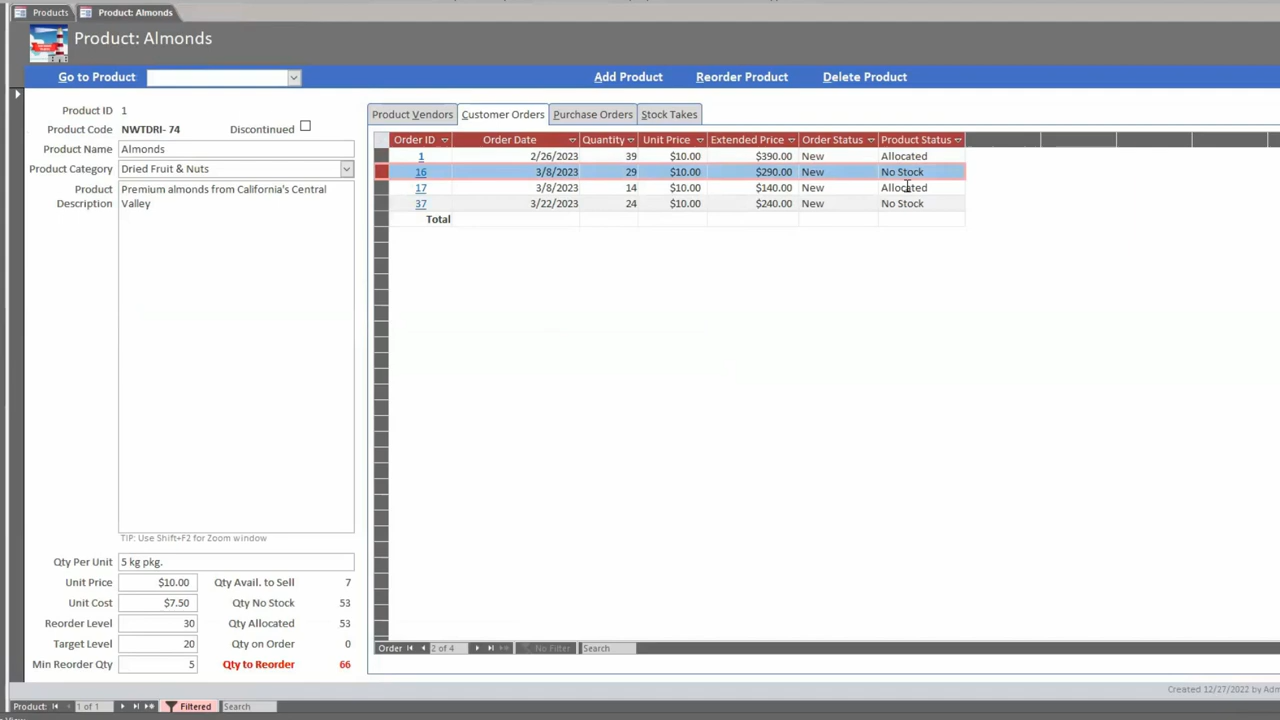 Products Product: Almonds
Product: Almonds
Go to Product Add Product Reorder Product Delete Product
Product ID 1
Product Code NWTDRI- 74 Discontinued
Product Name Almonds
Product Category Dried Fruit & Nuts
Product Description Premium almonds from California's Central
Valley
TIP: Use Shift+F2 for Zoom window
Qty Per Unit 5 kg pkg.
Unit Price $10.00 Qty Avail. to Sell 7
Unit Cost $7.50 Qty No Stock 53
Reorder Level 30 Qty Allocated 53
Target Level 20 Qty on Order 0
Min Reorder Qty 5 Qty to Reorder 66
Product Vendors Customer Orders Purchase Orders Stock Takes
Order ID Order Date Quantity Unit Price Extended Price Order Status Product Status
1 2/26/2023 39 $10.00 $390.00 New Allocated
16 3/8/2023 29 $10.00 $290.00 New No Stock
17 3/8/2023 14 $10.00 $140.00 New Allocated
37 3/22/2023 24 $10.00 $240.00 New No Stock
Total
Order 2 of 4 No Filter Search
Created 12/27/2022 by
Product: 1 of 1 Filtered Search